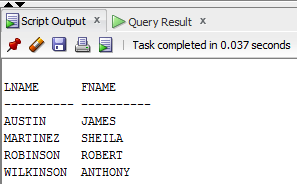 Script Output x Query Result x
Task completed in 0.037 seconds
LNAME FNAME
---------- ----------
AUSTIN JAMES
MARTINEZ SHEILA
ROBINSON ROBERT
WILKINSON ANTHONY